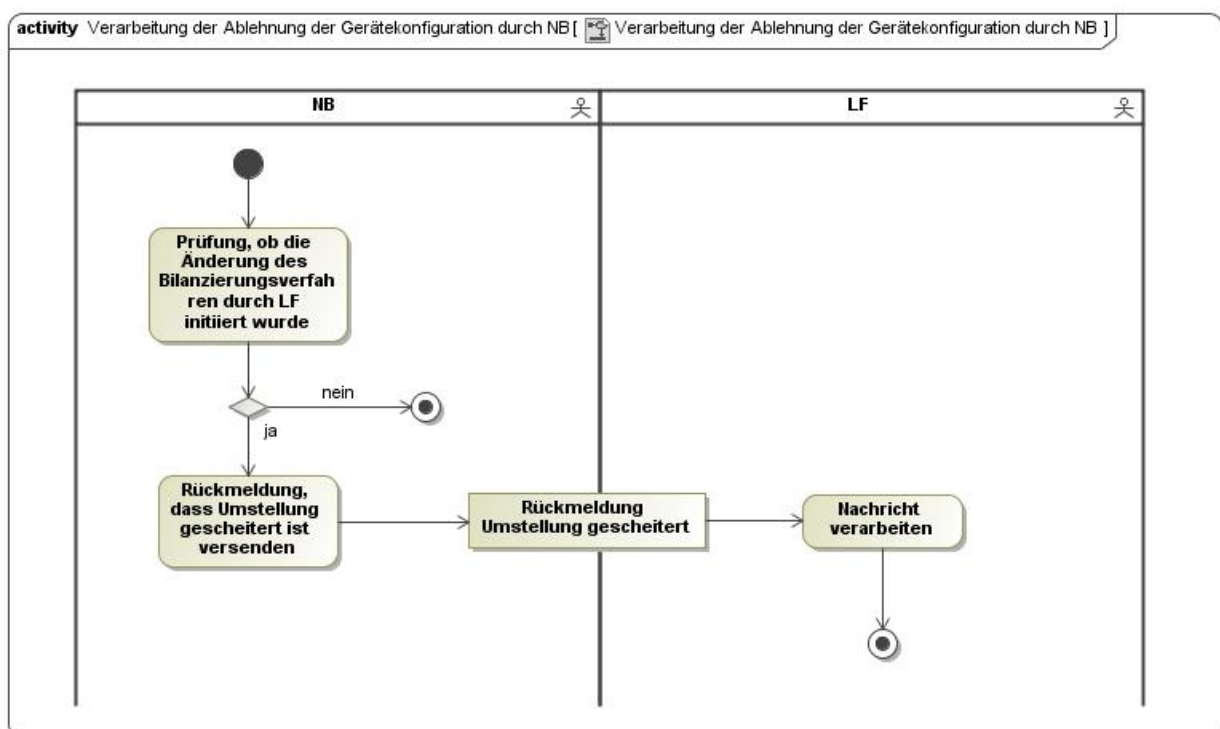 activity Verarbeitung der Ablehnung der Gerätekonfiguration durch NB [ Verarbeitung der Ablehnung der Gerätekonfiguration durch NB ]
NB
LF
Prüfung, ob die
Änderung des
Bilanzierungsverfah
ren durch LF
initiiert wurde
nein
ja
Rückmeldung,
dass Umstellung
gescheitert ist
versenden
Rückmeldung
Umstellung gescheitert
Nachricht
verarbeiten